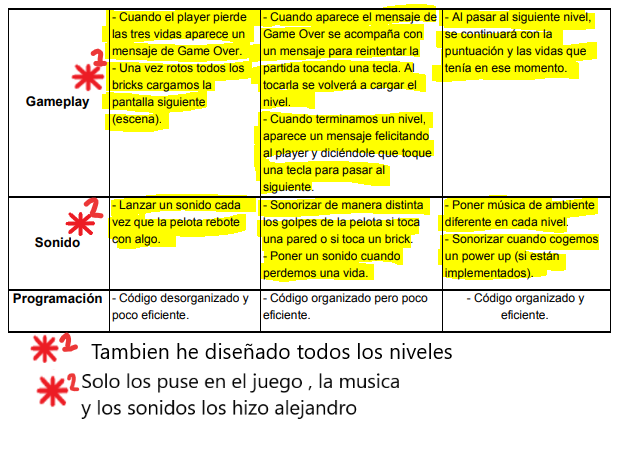 Gameplay
- Cuando el player pierde
las tres vidas aparece un
mensaje de Game Over.
- Una vez rotos todos los
bricks cargamos la
pantalla siguiente
(escena).
- Cuando aparece el mensaje de
Game Over se acompaña con
un mensaje para reintentar la
partida tocando una tecla. Al
tocarla se volverá a cargar el
nivel.
- Cuando terminamos un nivel,
aparece un mensaje felicitando
al player y diciéndole que toque
una tecla para pasar al
siguiente.
- Al pasar al siguiente nivel,
se continuará con la
puntuación y las vidas que
tenía en ese momento.
2
Sonido
- Lanzar un sonido cada
vez que la pelota rebote
con algo.
- Sonorizar de manera distinta
los golpes de la pelota si toca
una pared o si toca un brick.
- Poner un sonido cuando
perdemos una vida.
- Poner música de ambiente
diferente en cada nivel.
- Sonorizar cuando cogemos
un power up (si están
implementados).
2
Programación
- Código desorganizado y
poco eficiente.
- Código organizado pero poco
eficiente.
- Código organizado y
eficiente.
1 Tambien he diseñado todos los niveles
2 Solo los puse en el juego , la musica
y los sonidos los hizo alejandro